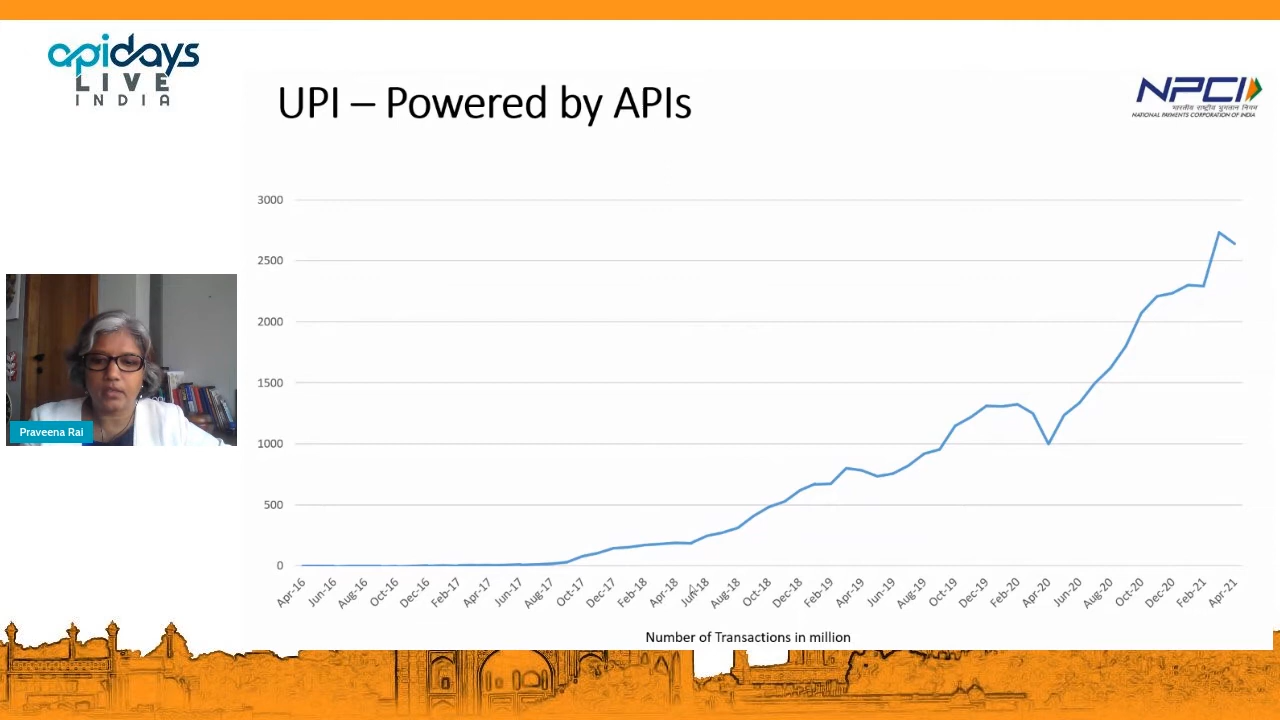 apidays
LIVE
INDIA
UPI – Powered by APIs
NPCI
भारतीय राष्ट्रीय भुगतान निगम
NATIONAL PAYMENTS CORPORATION OF INDIA
3000
2500
2000
1500
1000
500
0
Apr-16 Jun-16 Aug-16 Oct-16 Dec-16 Feb-17 Apr-17 Jun-17 Aug-17 Oct-17 Dec-17 Feb-18 Apr-18 Jun-18 Aug-18 Oct-18 Dec-18 Feb-19 Apr-19 Jun-19 Aug-19 Oct-19 Dec-19 Feb-20 Apr-20 Jun-20 Aug-20 Oct-20 Dec-20 Feb-21 Apr-21
Number of Transactions in million
Praveena Rai